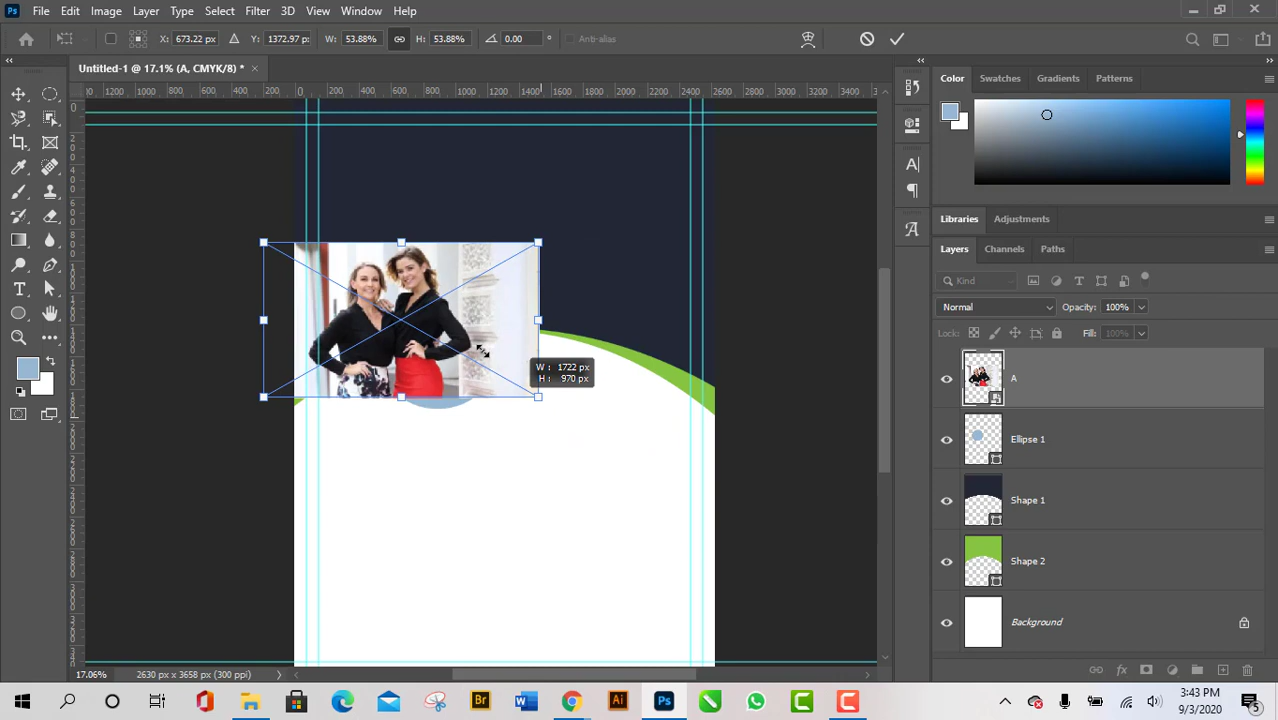 Ps File Edit Image Layer Type Select Filter 3D View Window Help
X: 673.22 px Y: 1372.97 px W: 53.88% H: 53.88% 0.00 ° Anti-alias
Untitled-1 @ 17.1% (A, CMYK/8) *
1200 1000 800 600 400 200 0 200 400 600 800 1000 1200 1400 1600 1800 2000 2200 2400 2600 2800 3000 3200 3400
Color Swatches Gradients Patterns
Libraries Adjustments
Layers Channels Paths
Kind
Normal Opacity: 100%
Lock: Fill: 100%
W : 1722 px
H : 970 px
A
Ellipse 1
Shape 1
Shape 2
Background
17.06% 2630 px x 3658 px (300 ppi)
Br W Ai Ps C C
3:43 PM
9/3/2020
5